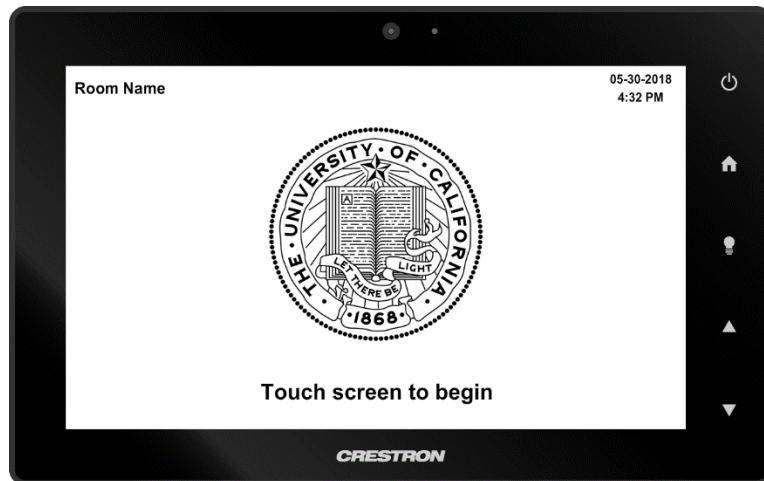 Room Name
05-30-2018
4:32 PM
THE · UNIVERSITY · OF · CALIFORNIA ·
A
LET THERE BE LIGHT
·1868·
Touch screen to begin
CRESTRON